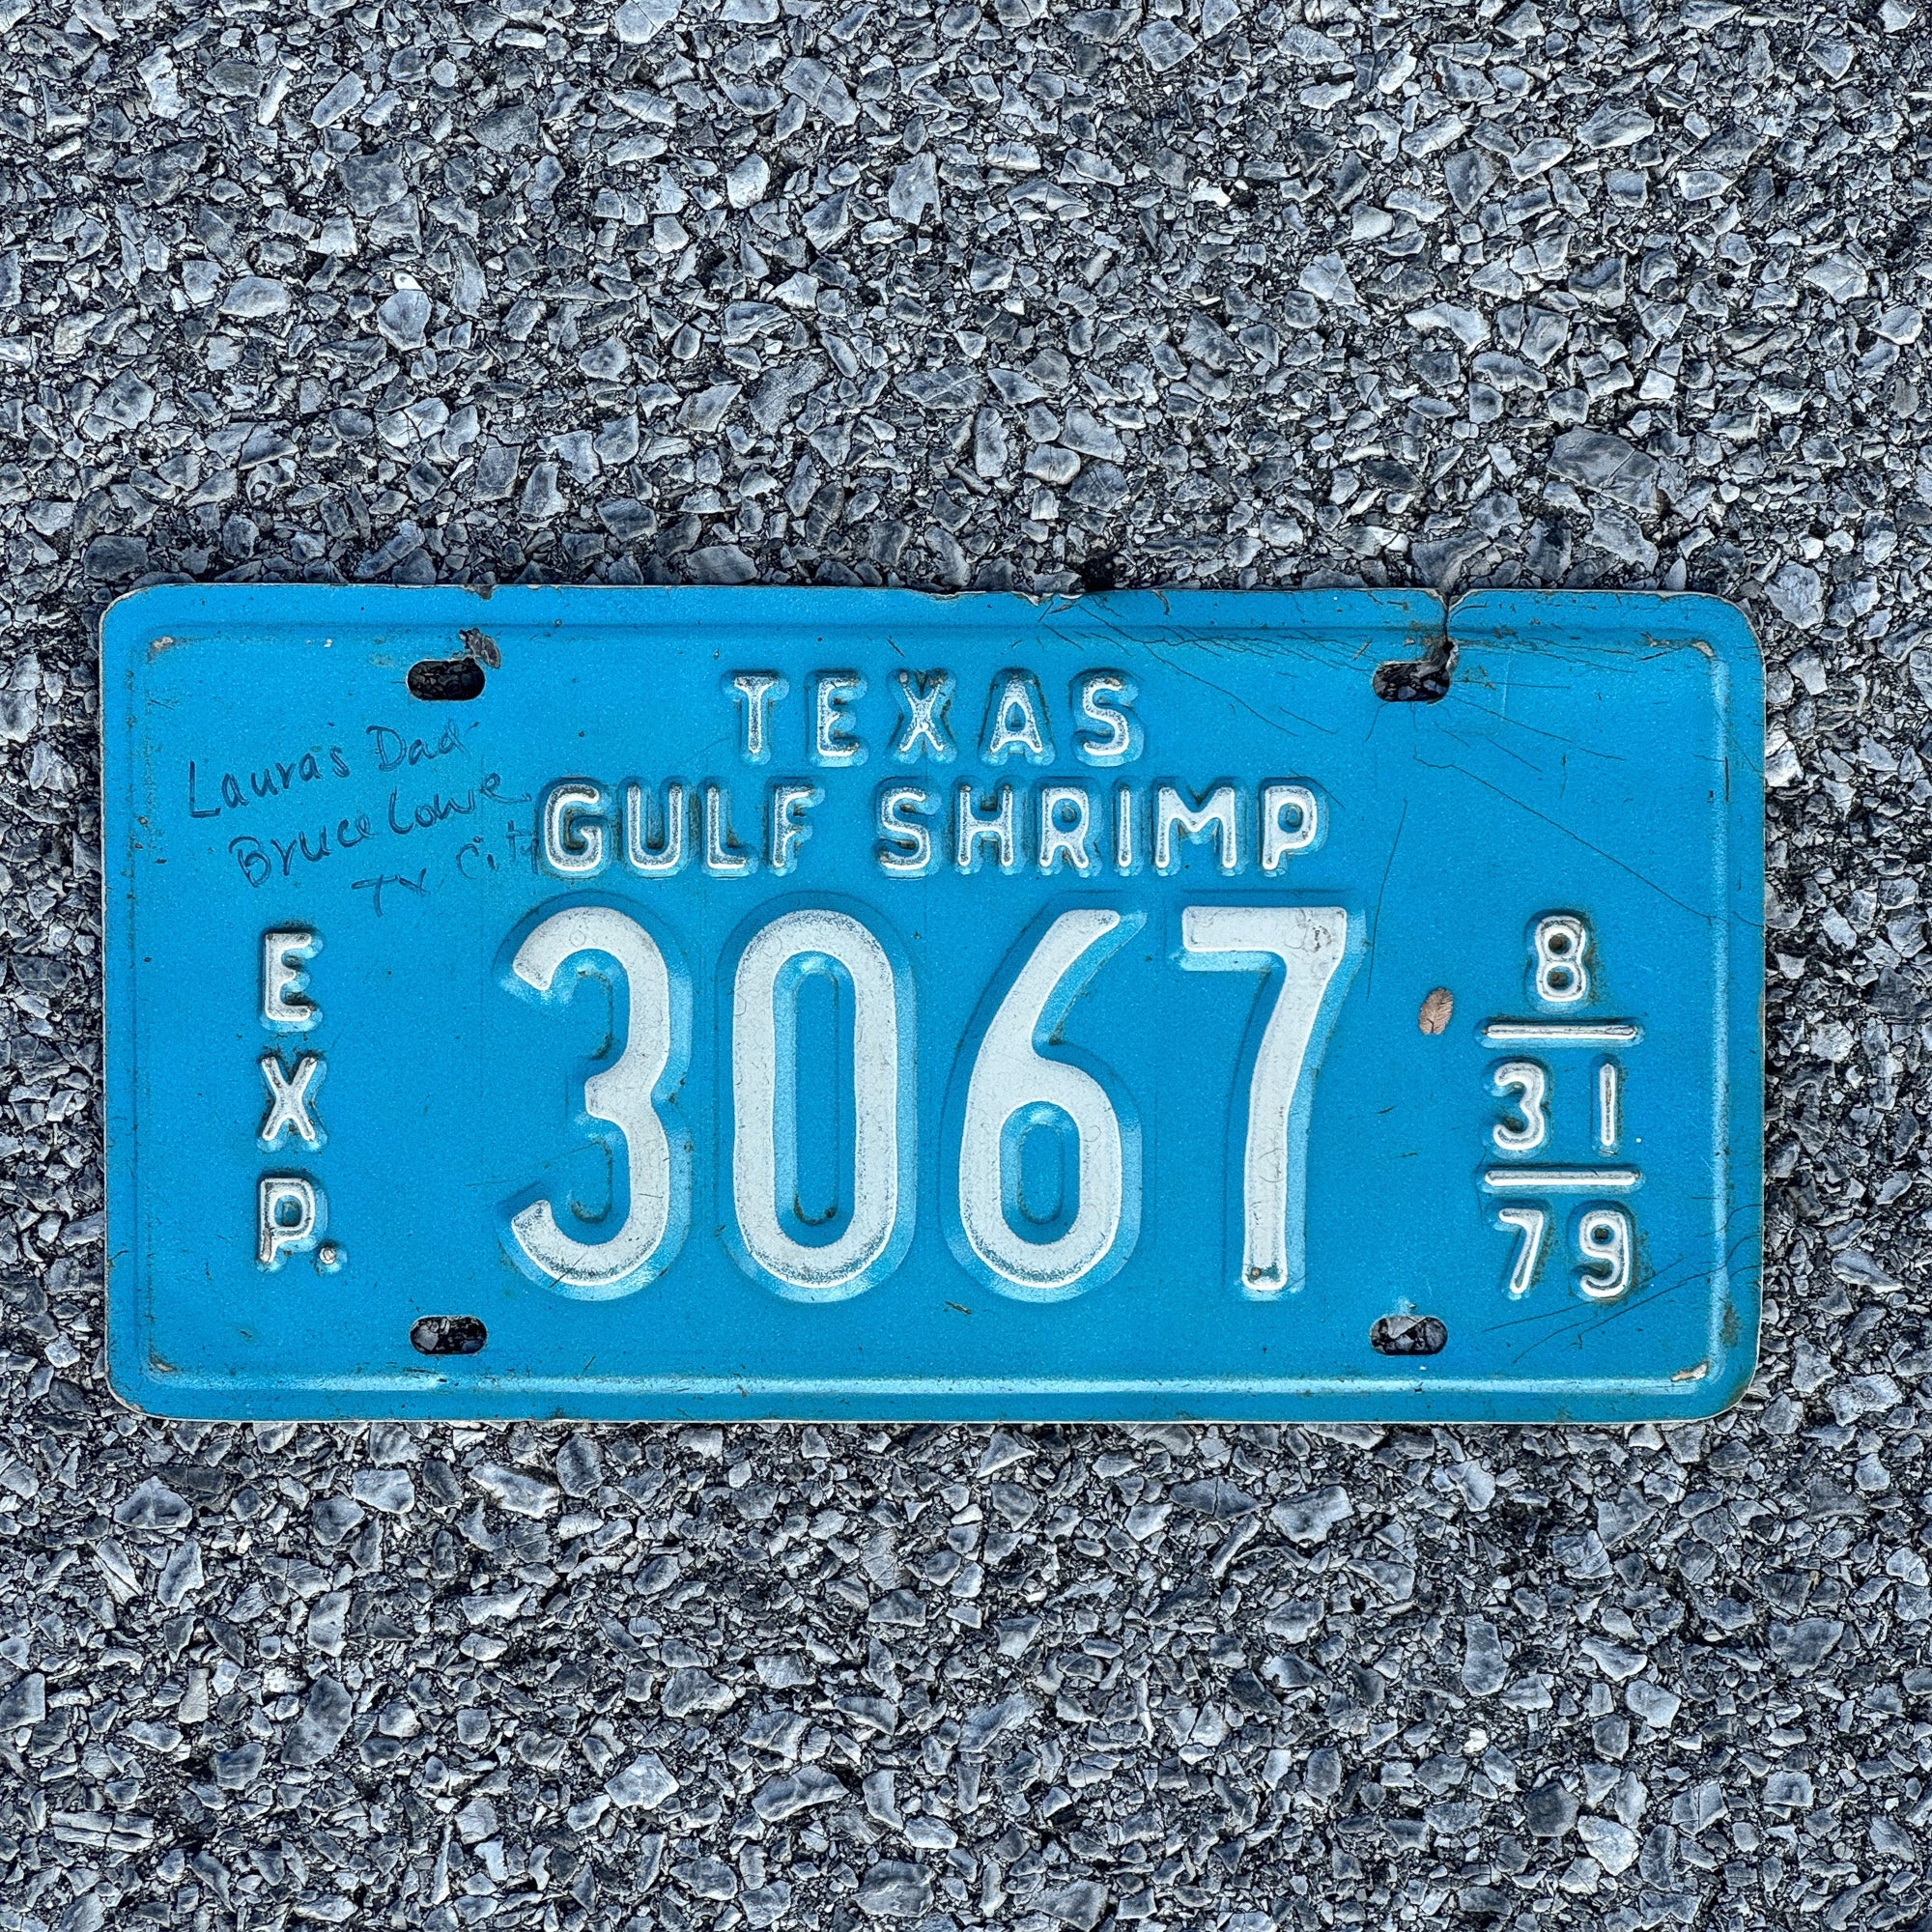 TEXAS
Laura's Dad
Bruce Lowe
TX City
GULF SHRIMP
EXP.
3067
8
31
79